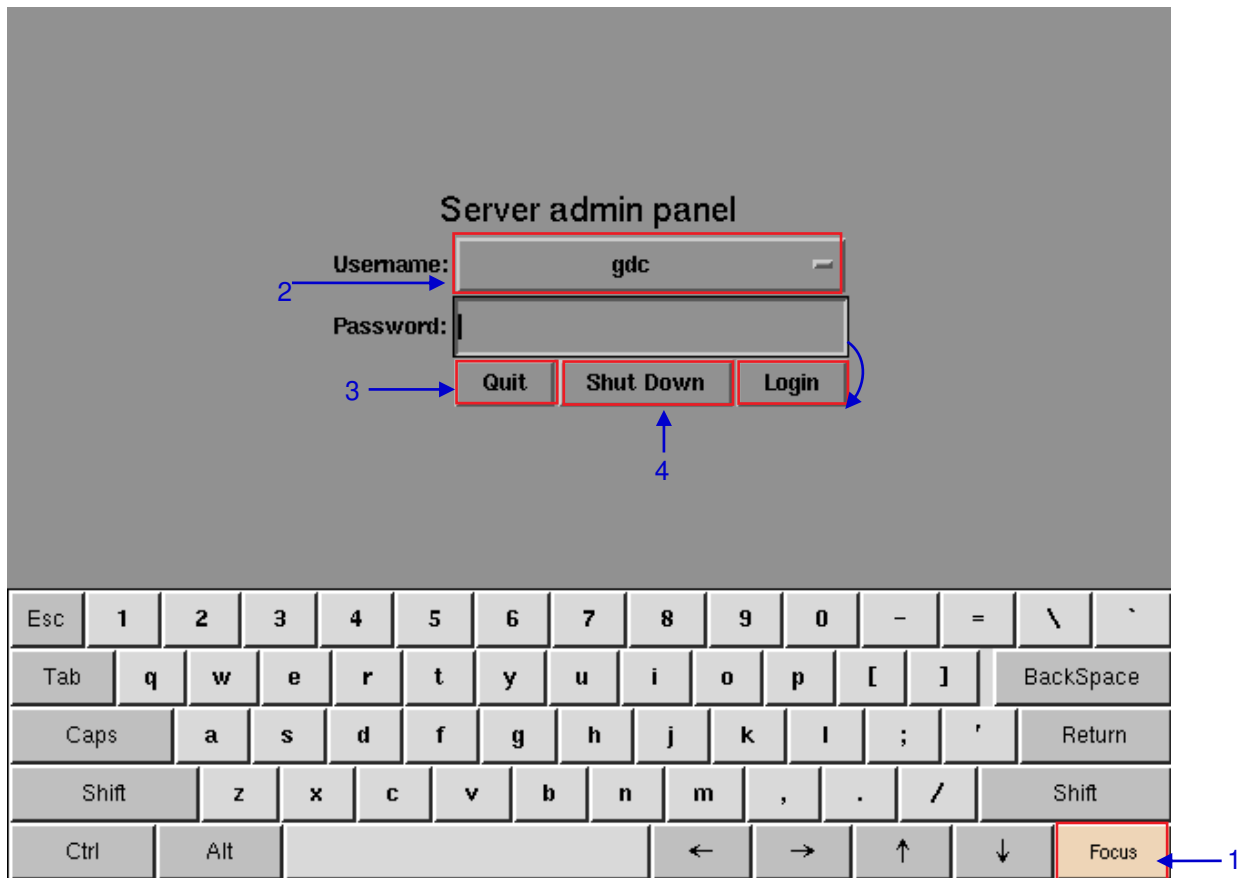 Server admin panel
Username: gdc
2
Password:
3 Quit Shut Down Login
4
Esc 1 2 3 4 5 6 7 8 9 0 - = \ `
Tab q w e r t y u i o p [ ] BackSpace
Caps a s d f g h j k l ; ' Return
Shift z x c v b n m , . / Shift
Ctrl Alt ← → ↑ ↓ Focus 1